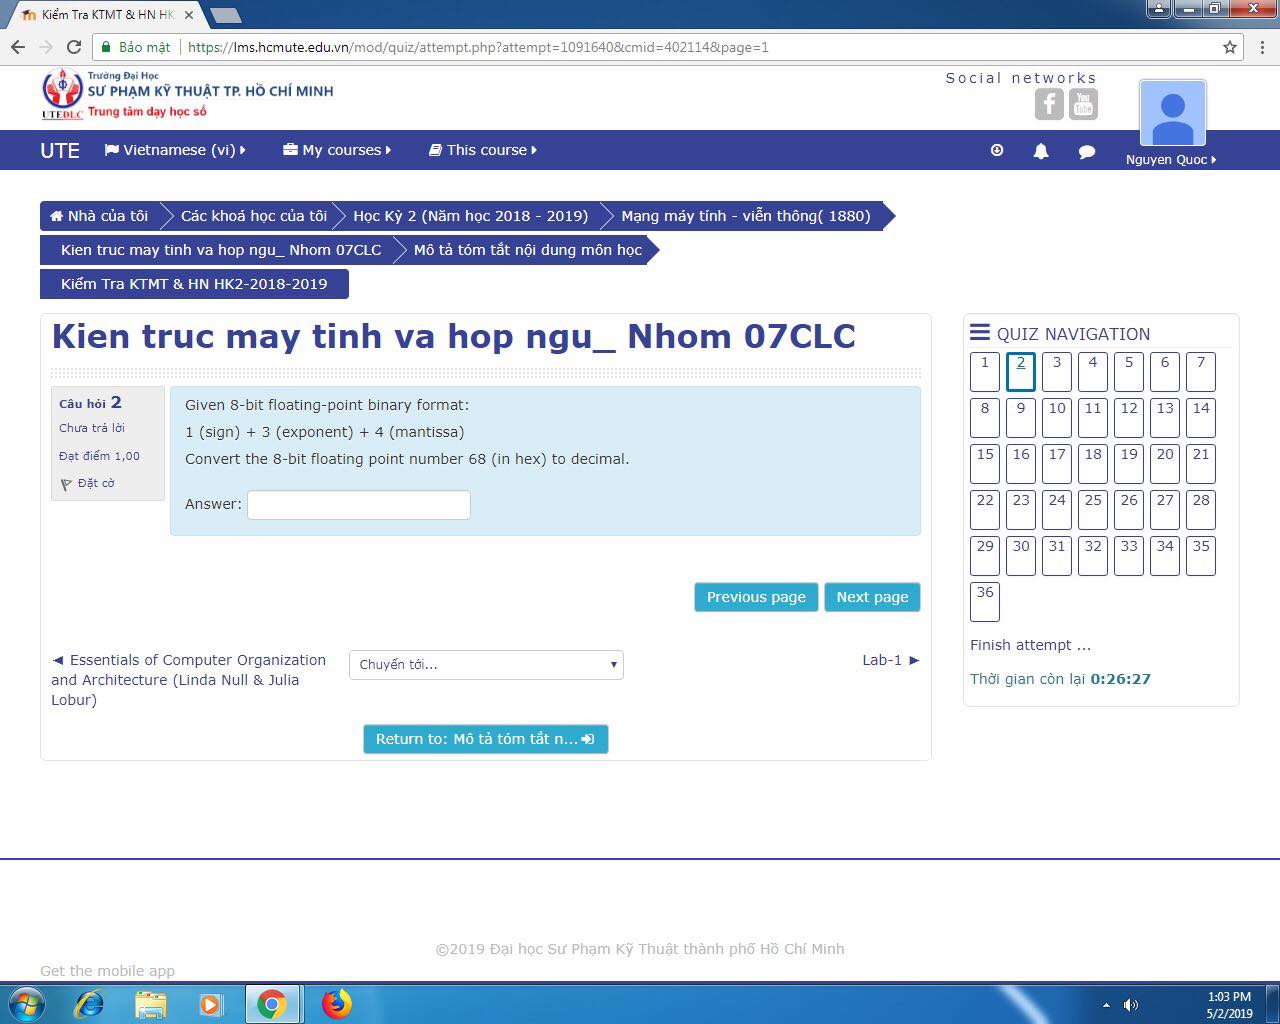 Kiểm Tra KTMT & HN HK
Bảo mật
https://lms.hcmute.edu.vn/mod/quiz/attempt.php?attempt=1091640&cmid=402114&page=1
Trường Đại Học
SƯ PHẠM KỸ THUẬT TP. HỒ CHÍ MINH
UTEDLC Trung tâm dạy học số
Social networks
You
Tube
UTE
Vietnamese (vi)
My courses
This course
Nguyen Quoc
Nhà của tôi
Các khoá học của tôi
Học Kỳ 2 (Năm học 2018 - 2019)
Mạng máy tính - viễn thông( 1880)
Kien truc may tinh va hop ngu_ Nhom 07CLC
Mô tả tóm tắt nội dung môn học
Kiểm Tra KTMT & HN HK2-2018-2019
Kien truc may tinh va hop ngu_ Nhom 07CLC
Câu hỏi 2
Chưa trả lời
Đạt điểm 1,00
Đặt cờ
Given 8-bit floating-point binary format:
1 (sign) + 3 (exponent) + 4 (mantissa)
Convert the 8-bit floating point number 68 (in hex) to decimal.
Answer:
Previous page
Next page
◄ Essentials of Computer Organization
and Architecture (Linda Null & Julia
Lobur)
Chuyển tới...
Lab-1 ►
Return to: Mô tả tóm tắt n...
QUIZ NAVIGATION
1 2 3 4 5 6 7
8 9 10 11 12 13 14
15 16 17 18 19 20 21
22 23 24 25 26 27 28
29 30 31 32 33 34 35
36
Finish attempt ...
Thời gian còn lại 0:26:27
©2019 Đại học Sư Phạm Kỹ Thuật thành phố Hồ Chí Minh
Get the mobile app
1:03 PM
5/2/2019